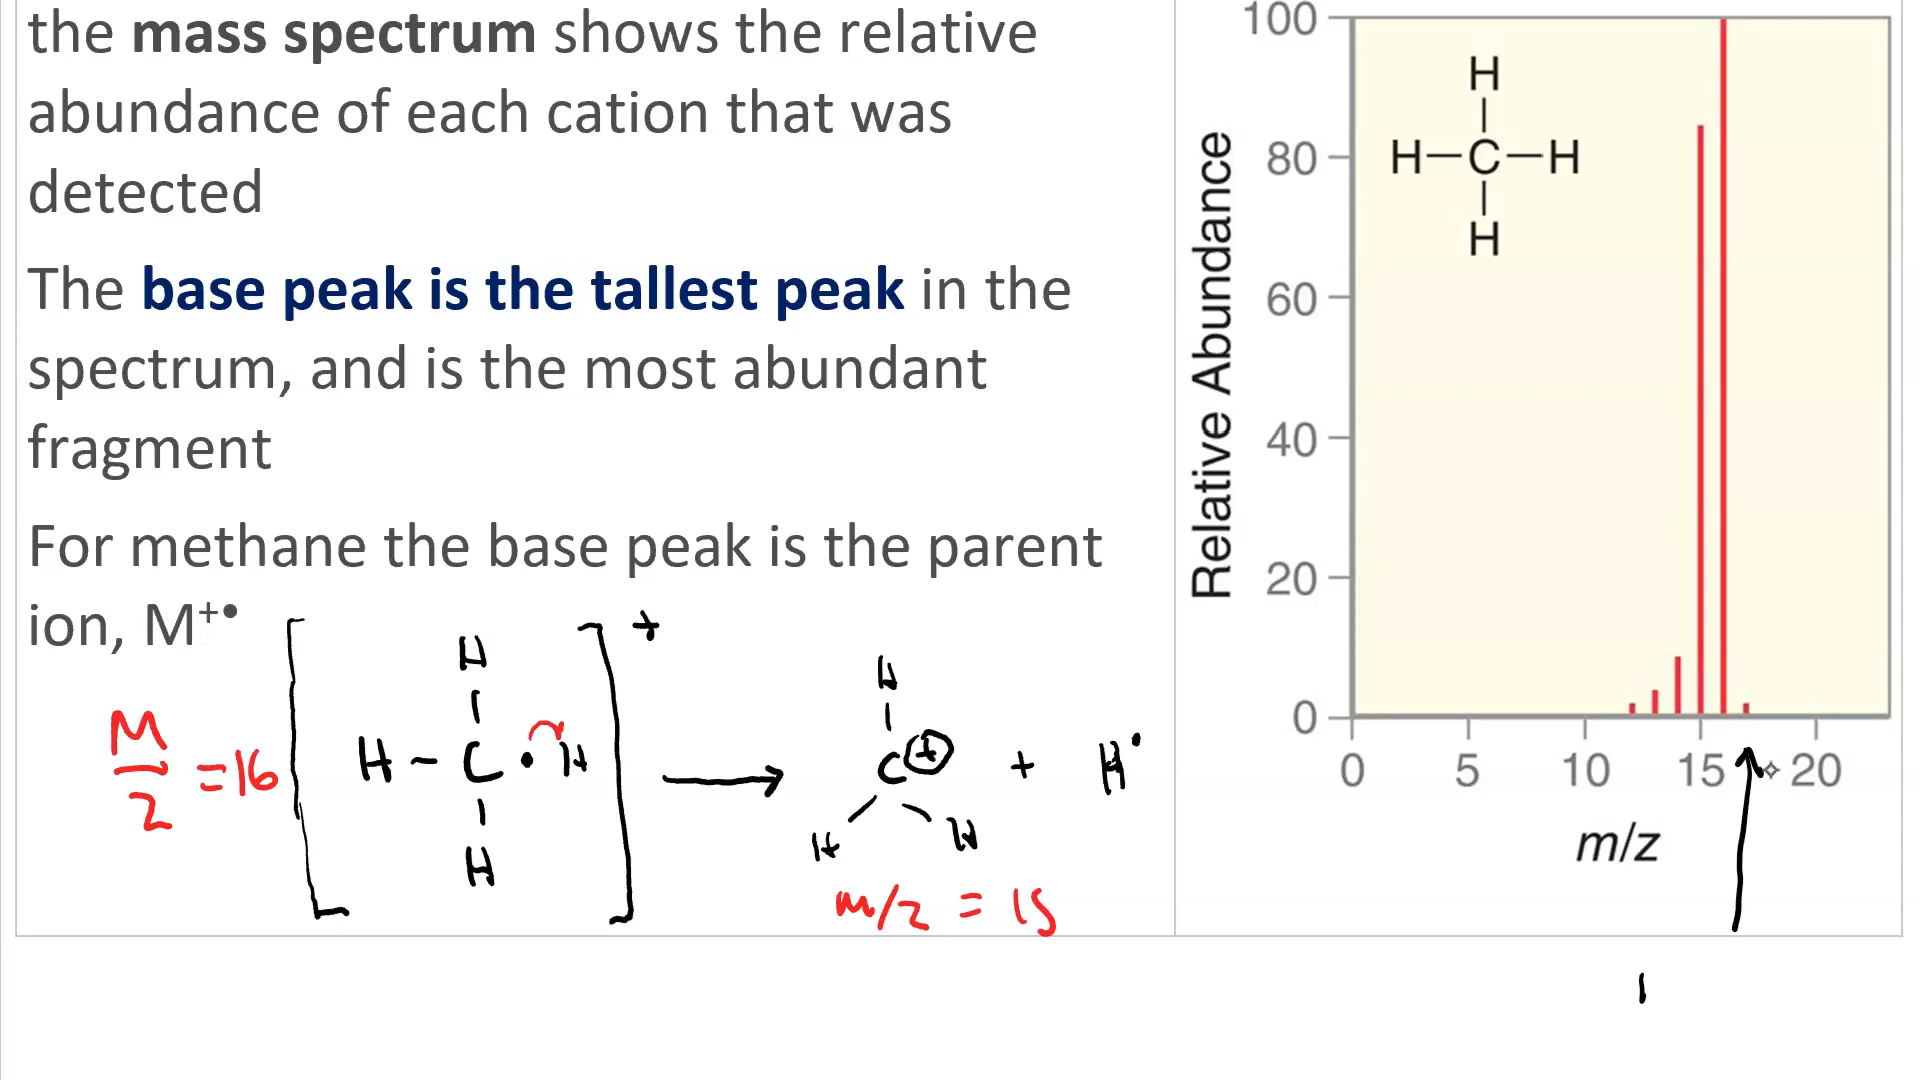 the mass spectrum shows the relative
abundance of each cation that was
detected
The base peak is the tallest peak in the
spectrum, and is the most abundant
fragment
For methane the base peak is the parent
ion, M⁺•
[ H +
H – C • H ]
H
M/z = 16
H
C + + H•
H H
m/z = 15
Relative Abundance
100
80
60
40
20
0
H
H—C—H
H
0 5 10 15 20
m/z